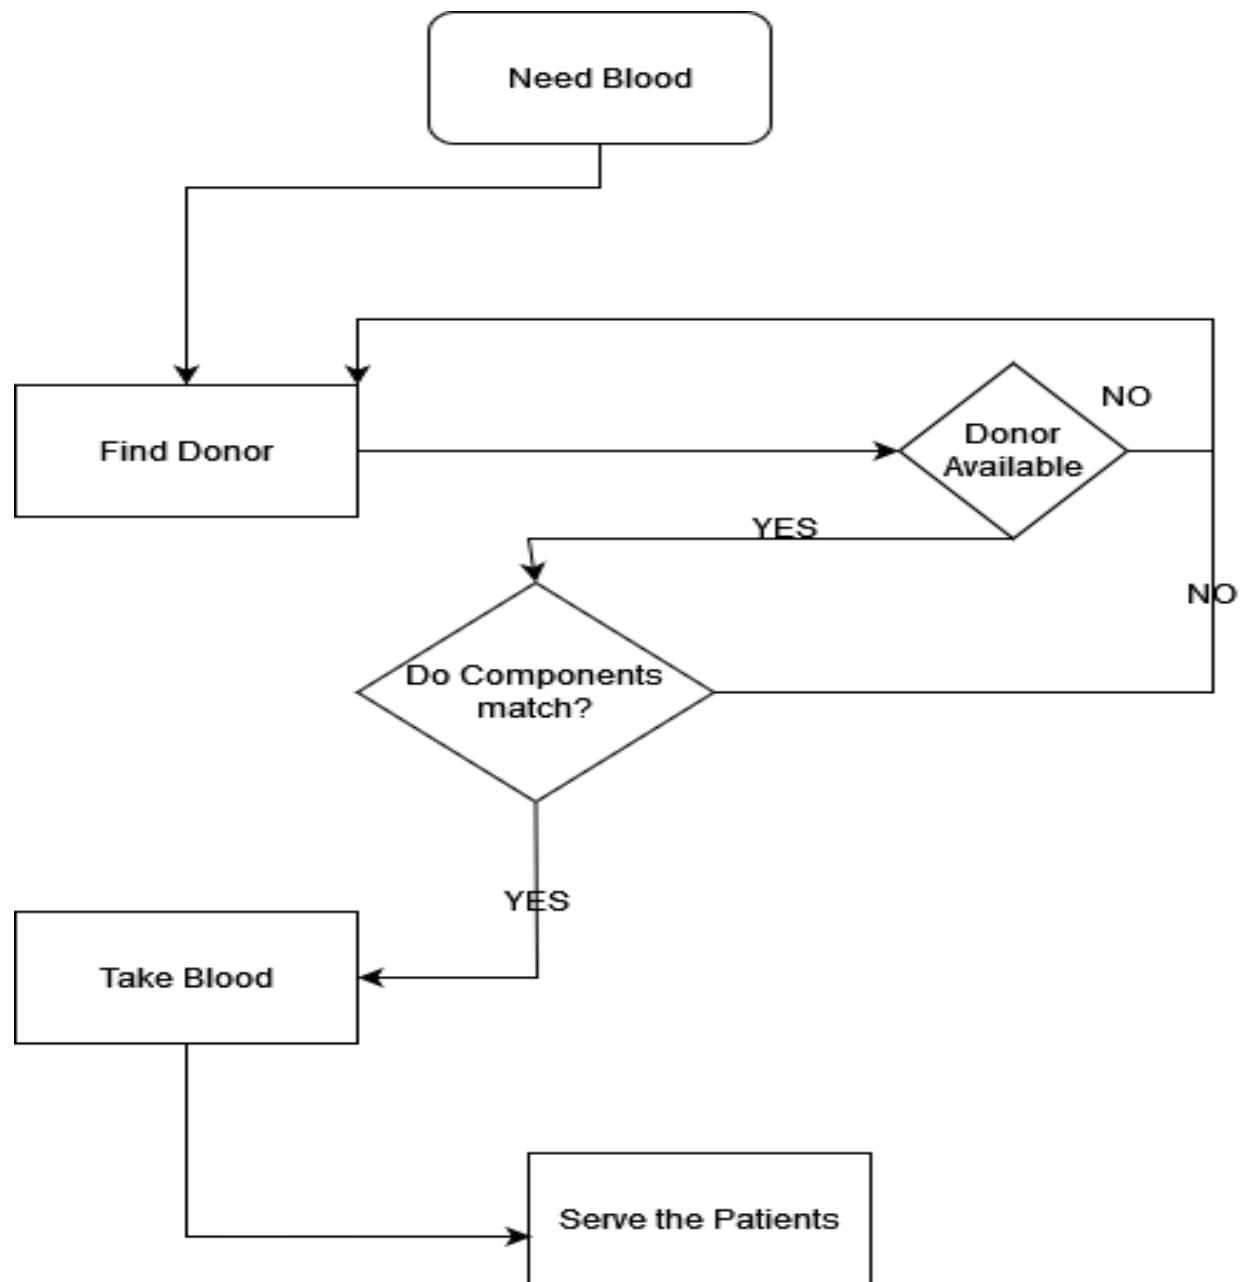 Need Blood
NO
Find Donor
Donor
Available
YES
NO
Do Components
match?
YES
Take Blood
Serve the Patients